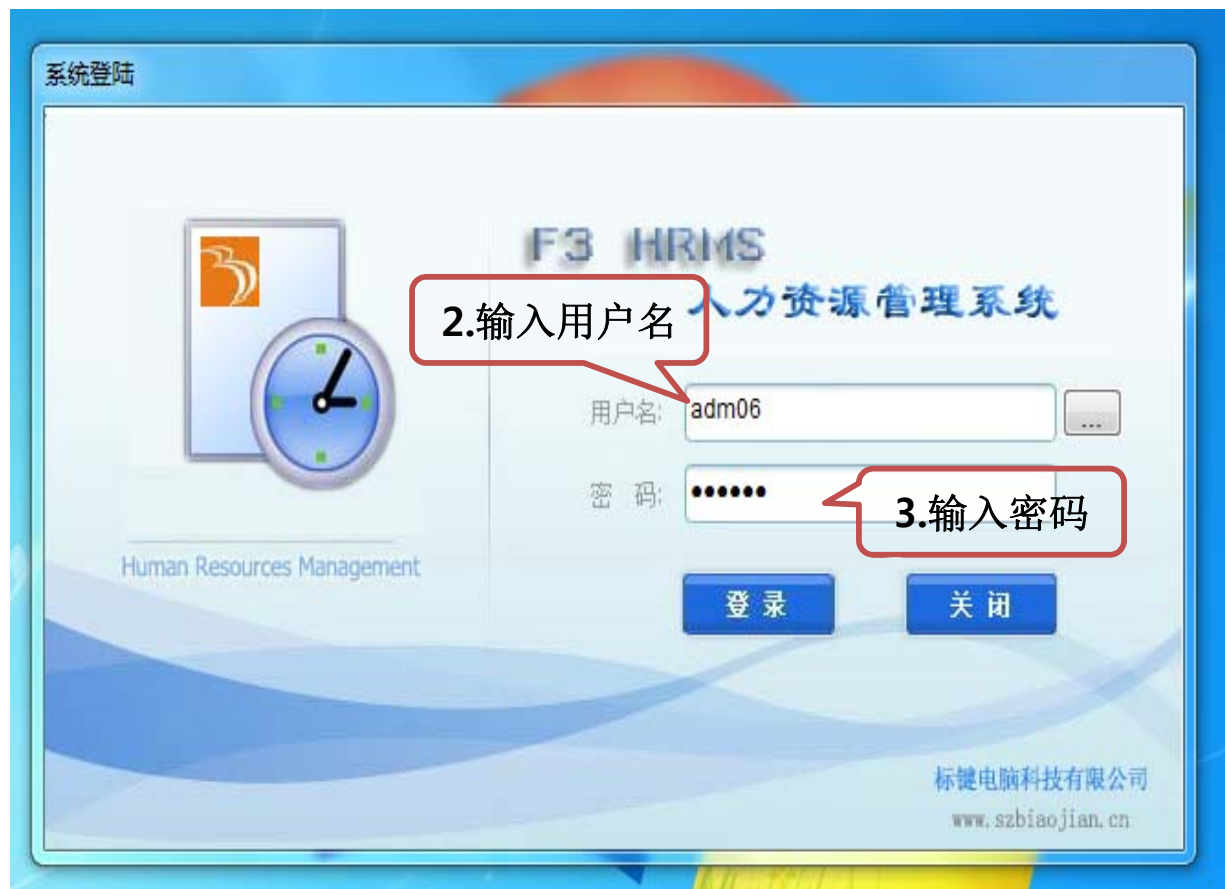 系统登陆
F3 HRMS
人力资源管理系统
2.输入用户名
用户名: adm06 ...
密 码: ••••••
3.输入密码
Human Resources Management
登录 关闭
标键电脑科技有限公司
www.szbiaojian.cn